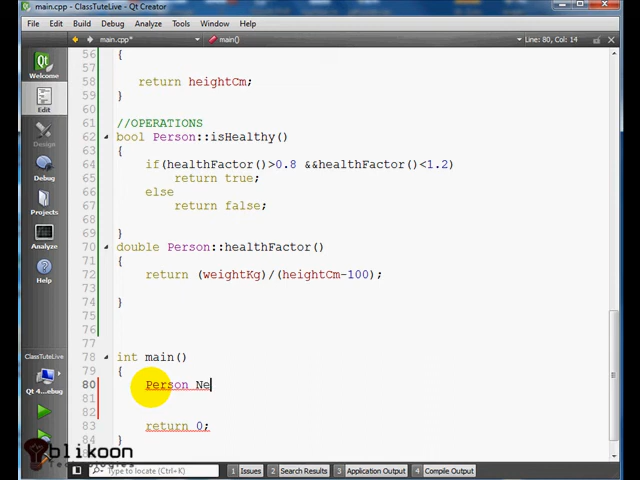 main.cpp - ClassTuteLive - Qt Creator
File Edit Build Debug Analyze Tools Window Help
main.cpp* main() Line: 80, Col: 14
56 {
57
58 return heightCm;
59 }
60
61 //OPERATIONS
62 bool Person::isHealthy()
63 {
64 if(healthFactor()>0.8 &&healthFactor()<1.2)
65 return true;
66 else
67 return false;
68
69 }
70 double Person::healthFactor()
71 {
72 return (weightKg)/(heightCm-100);
73
74 }
75
76
77
78 int main()
79 {
80 Person Ne
81
82
83 return 0;
84 }
Welcome
Edit
Design
Debug
Projects
Analyze
Help
ClassTuteLive
Qt 4...ebug
blikoon
Technologies
Type to locate (Ctrl+K) 1 Issues 2 Search Results 3 Application Output 4 Compile Output